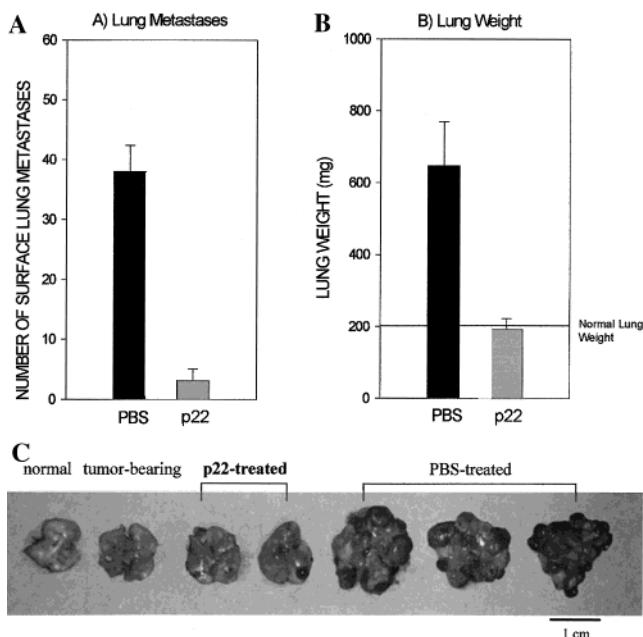 A
A) Lung Metastases
NUMBER OF SURFACE LUNG METASTASES
60
50
40
30
20
10
0
PBS
p22
B
B) Lung Weight
LUNG WEIGHT (mg)
1000
800
600
400
200
0
Normal Lung
Weight
PBS
p22
C
normal
tumor-bearing
p22-treated
PBS-treated
1 cm